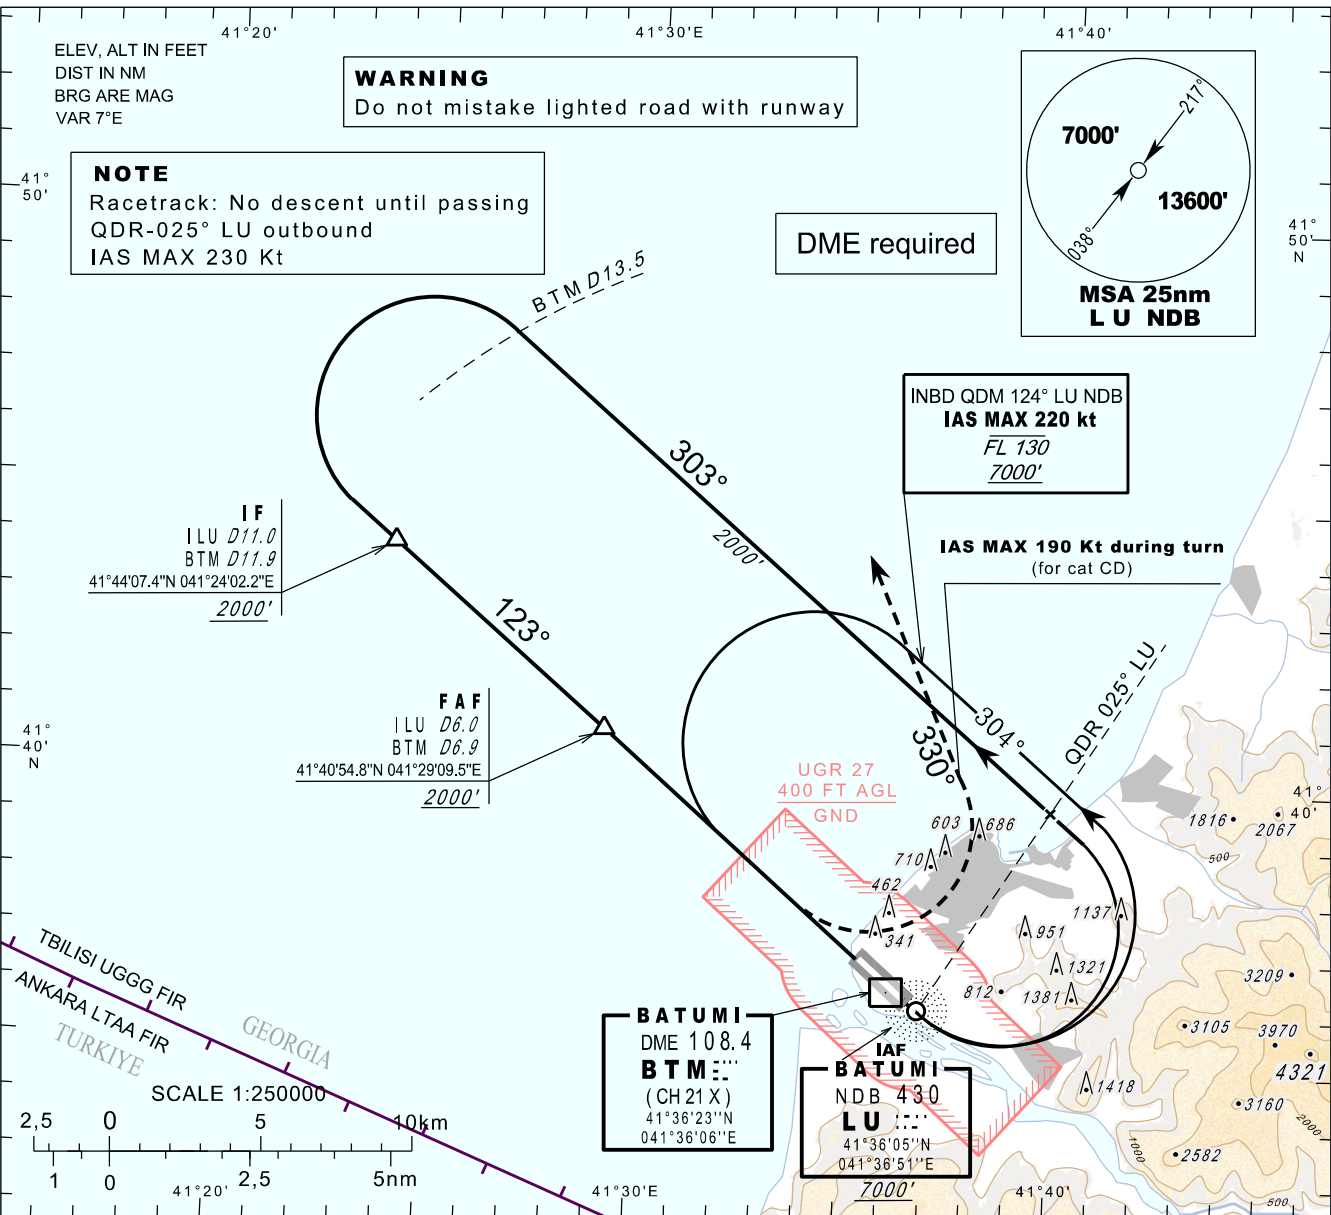 41°20'
41°30'
41°40'
ELEV, ALT IN FEET
DIST IN NM
BRG ARE MAG
VAR 7°E
WARNING
Do not mistake lighted road with runway
NOTE
Racetrack: No descent until passing
QDR-025° LU outbound
IAS MAX 230 Kt
DME required
7000'
217°
13600'
038°
MSA 25nm
LU NDB
41°
50'
41°
50'
N
BTM D13.5
INBD QDM 124° LU NDB
IAS MAX 220 kt
FL 130
7000'
303°
2000'
IF
ILU D11.0
BTM D11.9
41°44'07.4"N 041°24'02.2"E
2000'
IAS MAX 190 Kt during turn
(for cat CD)
123°
QDR 025° LU
FAF
ILU D6.0
BTM D6.9
41°40'54.8"N 041°29'09.5"E
2000'
304°
330°
41°
40'
N
41°
40'
UGR 27
400 FT AGL
GND
603
686
710
462
341
1816
2067
500
1137
951
1321
812
1381
3209
3105
3970
4321
1418
3160
2582
1000
2000
500
TBILISI UGGG FIR
ANKARA LTAA FIR
GEORGIA
TURKIYE
BATUMI
DME 108.4
BTM
(CH 21 X)
41°36'23''N
041°36'06''E
IAF
BATUMI
NDB 430
LU
41°36'05''N
041°36'51''E
7000'
SCALE 1:250000
2,5 0 5 10km
1 0 2,5 5nm
41°20'
41°30'E
41°40'